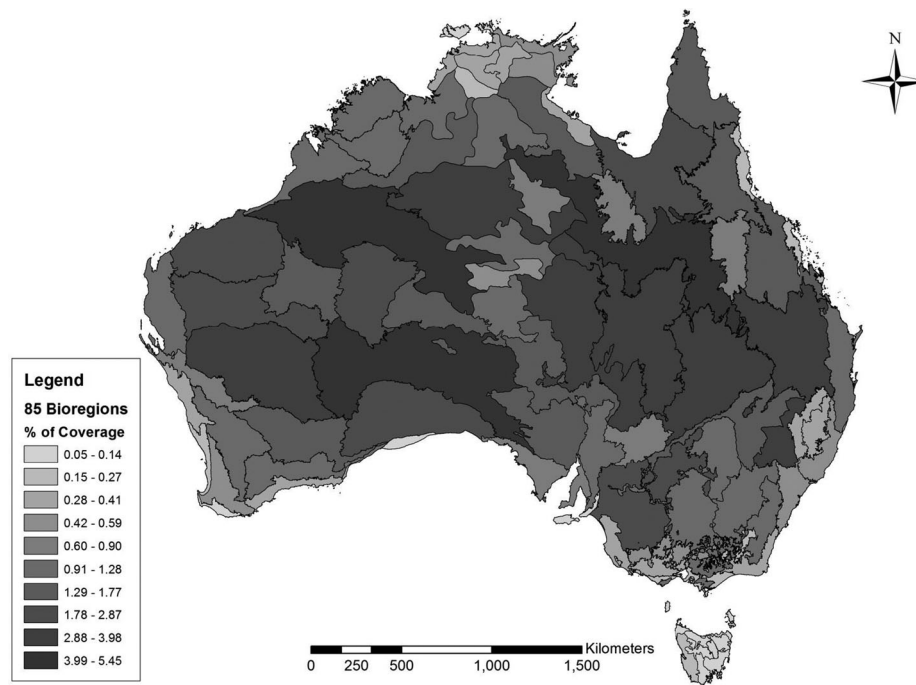 N
Legend
85 Bioregions
% of Coverage
0.05 - 0.14
0.15 - 0.27
0.28 - 0.41
0.42 - 0.59
0.60 - 0.90
0.91 - 1.28
1.29 - 1.77
1.78 - 2.87
2.88 - 3.98
3.99 - 5.45
Kilometers
0 250 500 1,000 1,500